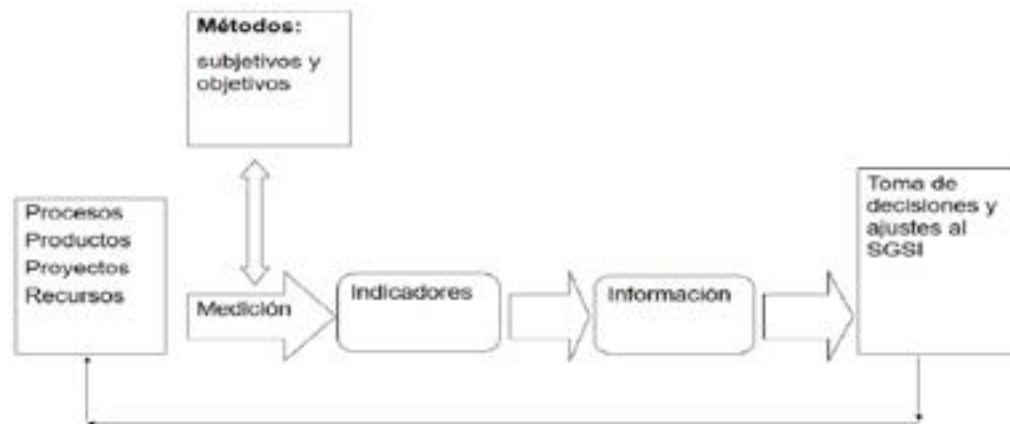 Métodos:
subjetivos y
objetivos
Procesos
Productos
Proyectos
Recursos
Medición
Indicadores
Información
Toma de
decisiones y
ajustes al
SGSI